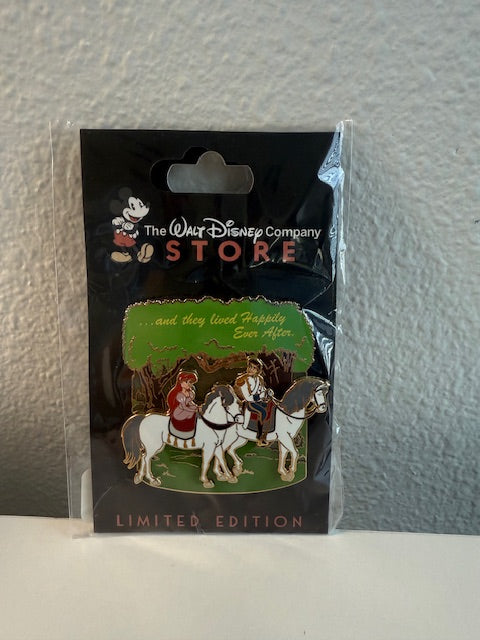 The WALT DISNEY Company
STORE
...and they lived Happily
Ever After.
LIMITED EDITION